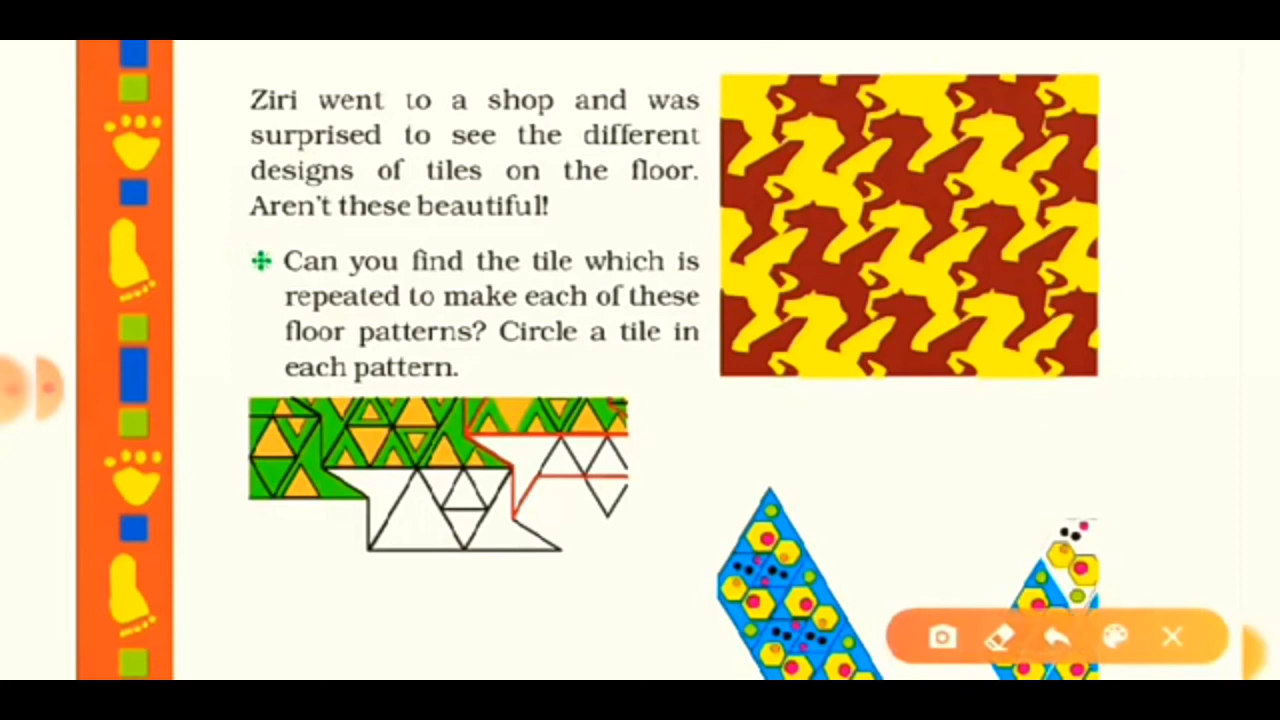 Ziri went to a shop and was
surprised to see the different
designs of tiles on the floor.
Aren't these beautiful!
Can you find the tile which is
repeated to make each of these
floor patterns? Circle a tile in
each pattern.